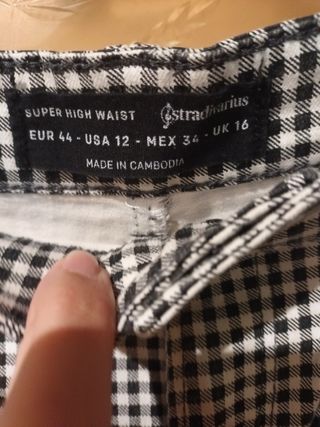 SUPER HIGH WAIST stradivarius
EUR 44 - USA 12 - MEX 34 - UK 16
MADE IN CAMBODIA